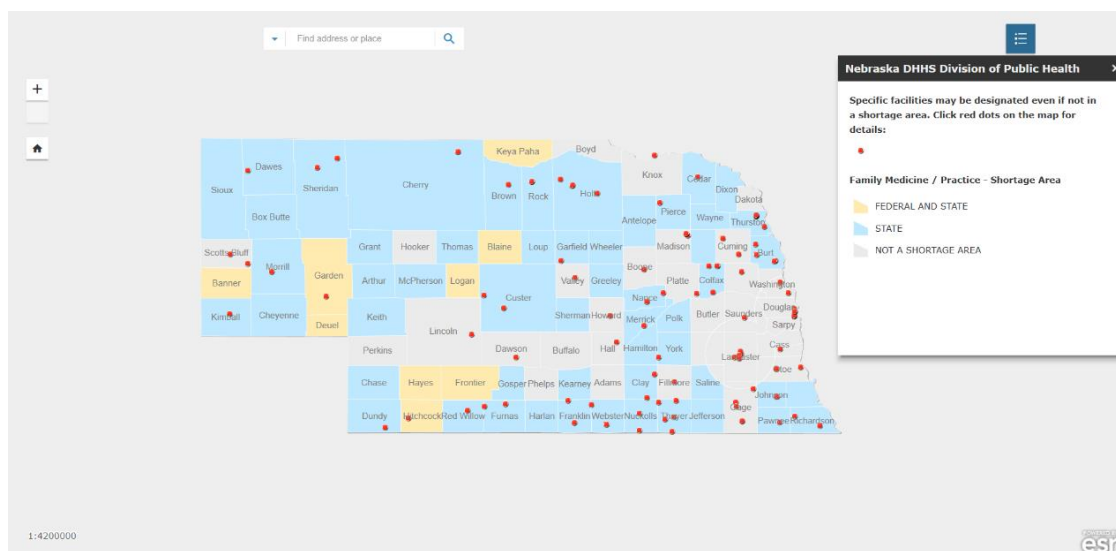 Find address or place
Nebraska DHHS Division of Public Health
Specific facilities may be designated even if not in
a shortage area. Click red dots on the map for
details:
Family Medicine / Practice - Shortage Area
FEDERAL AND STATE
STATE
NOT A SHORTAGE AREA
Keya Paha Boyd
Dawes Knox
Sioux Sheridan Cherry Brown Rock Holt Cedar Dixon
Dakota
Box Butte Antelope Pierce Wayne Thurston
Scotts Bluff Grant Hooker Thomas Blaine Loup Garfield Wheeler Madison Cuming Burt
Morrill Garden Boone
Banner Arthur McPherson Logan Custer Valley Greeley Platte Colfax Washington
Nance
Kimball Cheyenne Deuel Keith Sherman Howard Merrick Polk Butler Saunders Douglas
Lincoln Sarpy
Perkins Dawson Buffalo Hall Hamilton York Lancaster Cass
Otoe
Chase Hayes Frontier Gosper Phelps Kearney Adams Clay Fillmore Saline Johnson
Gage
Dundy Hitchcock Red Willow Furnas Harlan Franklin Webster Nuckolls Thayer Jefferson Pawnee Richardson
1:4200000
esri